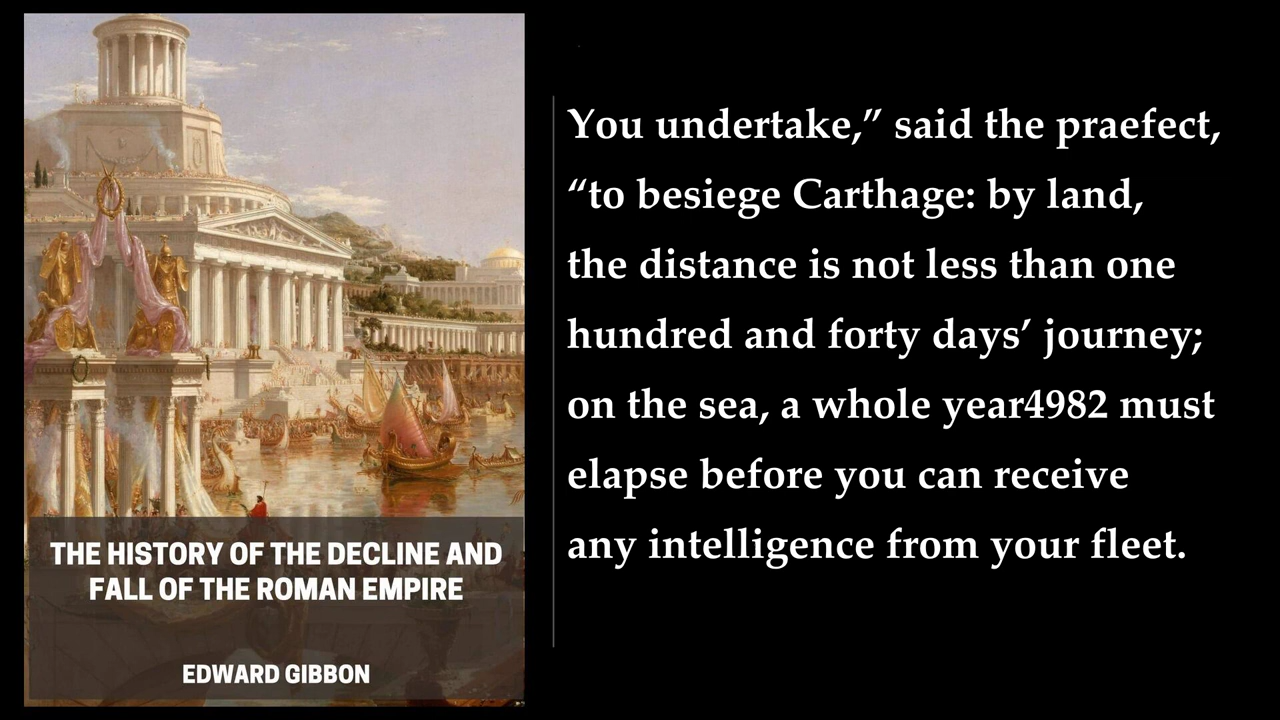 THE HISTORY OF THE DECLINE AND
FALL OF THE ROMAN EMPIRE
EDWARD GIBBON
You undertake,” said the praefect,
“to besiege Carthage: by land,
the distance is not less than one
hundred and forty days’ journey;
on the sea, a whole year4982 must
elapse before you can receive
any intelligence from your fleet.